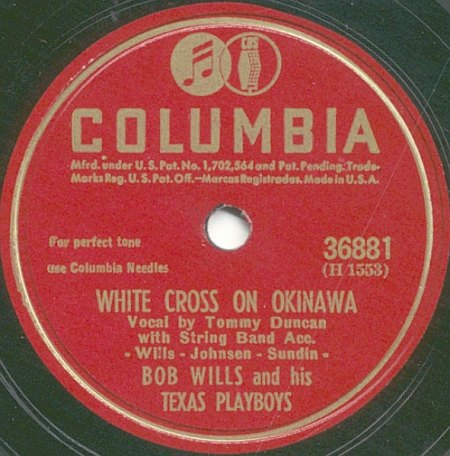 CBS
COLUMBIA
Mfrd. under U.S. Pat. No. 1,702,564 and Pat. Pending. Trade-
Marks Reg. U.S. Pat. Off.—Marcas Registradas. Made in U.S.A.
For perfect tone
use Columbia Needles
36881
(H 1553)
WHITE CROSS ON OKINAWA
Vocal by Tommy Duncan
with String Band Acc.
- Wills - Johnson - Sundin -
BOB WILLS and his
TEXAS PLAYBOYS